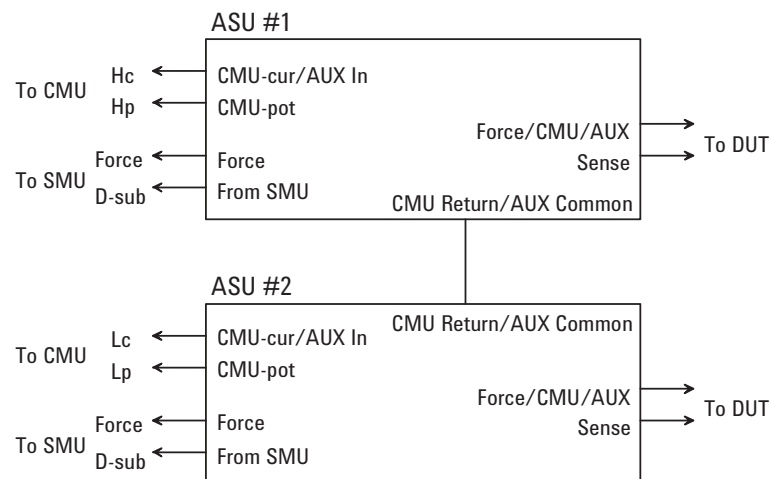 ASU #1
To CMU
Hc
CMU-cur/AUX In
Hp
CMU-pot
Force/CMU/AUX
To DUT
Sense
To SMU
Force
Force
D-sub
From SMU
CMU Return/AUX Common
ASU #2
CMU Return/AUX Common
To CMU
Lc
CMU-cur/AUX In
Lp
CMU-pot
Force/CMU/AUX
To DUT
Sense
To SMU
Force
Force
D-sub
From SMU